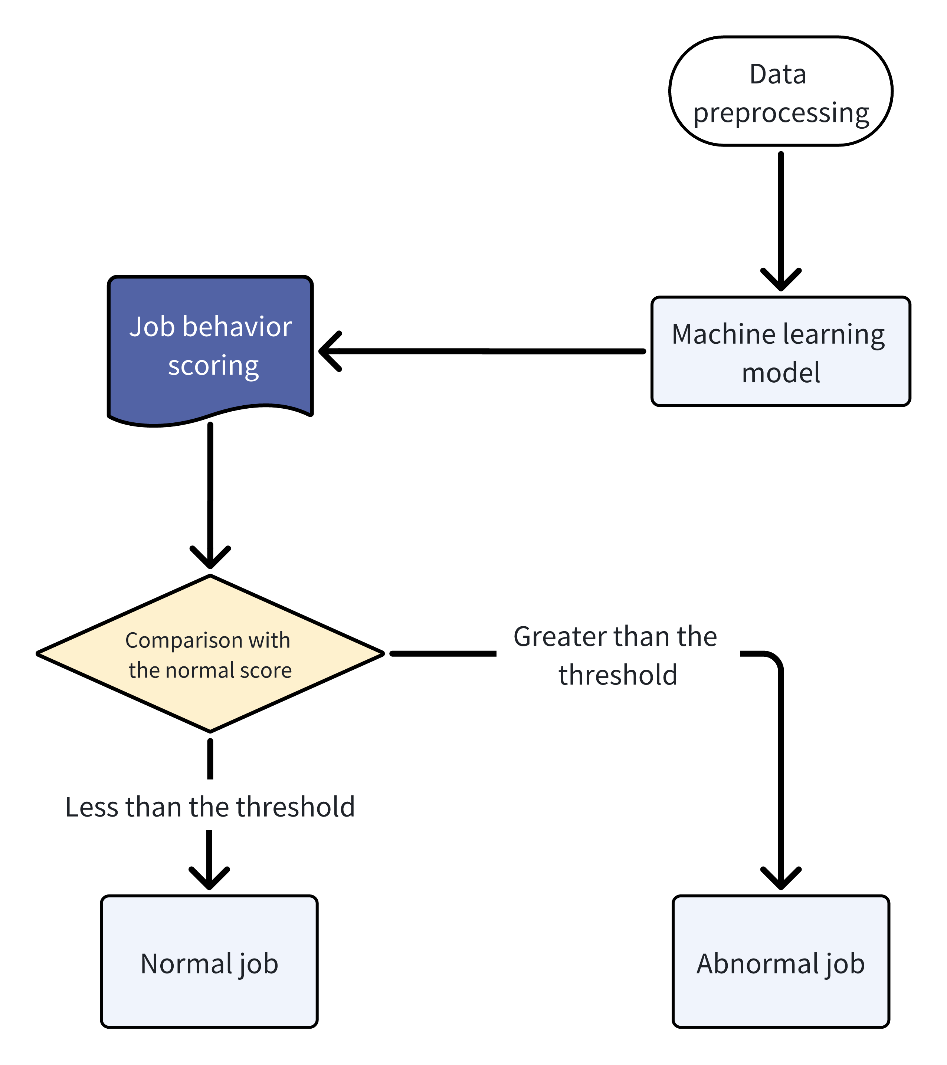 Data
preprocessing
Machine learning
model
Job behavior
scoring
Comparison with
the normal score
Greater than the
threshold
Less than the threshold
Normal job
Abnormal job